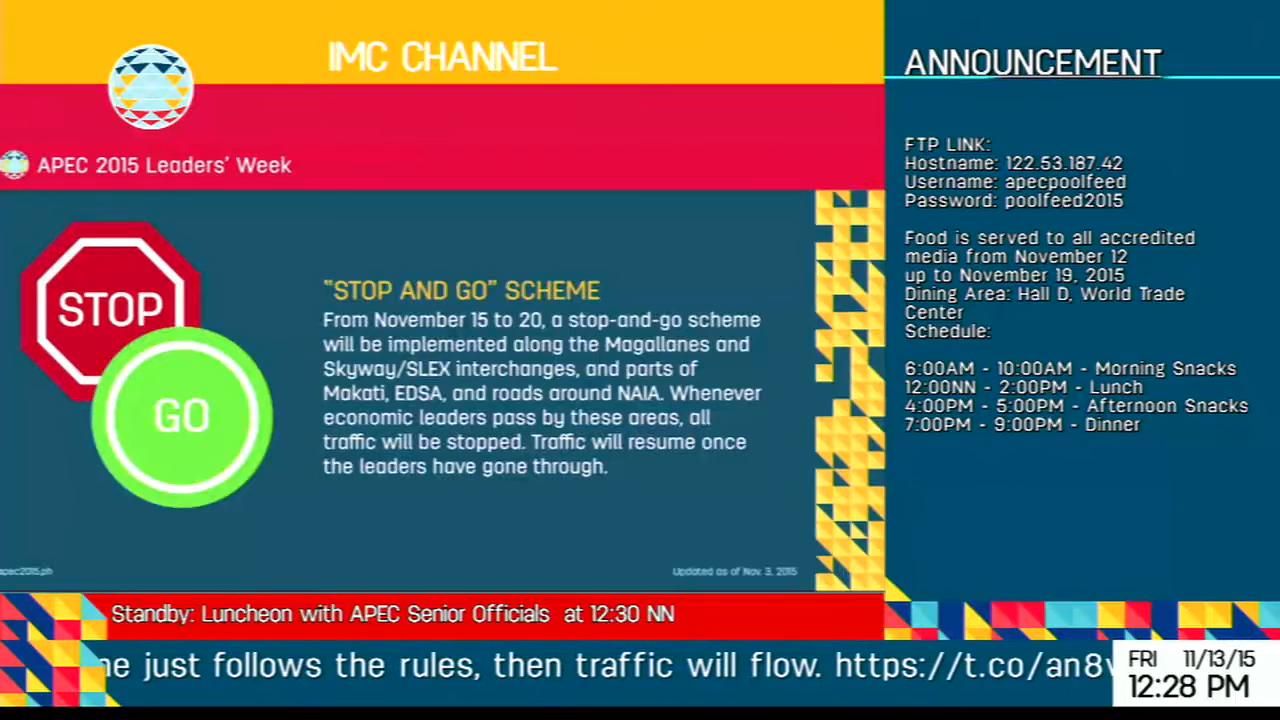 IMC CHANNEL
APEC 2015 Leaders' Week
STOP
GO
"STOP AND GO" SCHEME
From November 15 to 20, a stop-and-go scheme
will be implemented along the Magallanes and
Skyway/SLEX interchanges, and parts of
Makati, EDSA, and roads around NAIA. Whenever
economic leaders pass by these areas, all
traffic will be stopped. Traffic will resume once
the leaders have gone through.
apec2015.ph
Updated as of Nov. 3, 2015
ANNOUNCEMENT
FTP LINK:
Hostname: 122.53.187.42
Username: apecpoolfeed
Password: poolfeed2015
Food is served to all accredited
media from November 12
up to November 19, 2015
Dining Area: Hall D, World Trade
Center
Schedule:
6:00AM - 10:00AM - Morning Snacks
12:00NN - 2:00PM - Lunch
4:00PM - 5:00PM - Afternoon Snacks
7:00PM - 9:00PM - Dinner
Standby: Luncheon with APEC Senior Officials at 12:30 NN
just follows the rules, then traffic will flow. https://t.co/an8
FRI 11/13/15
12:28 PM